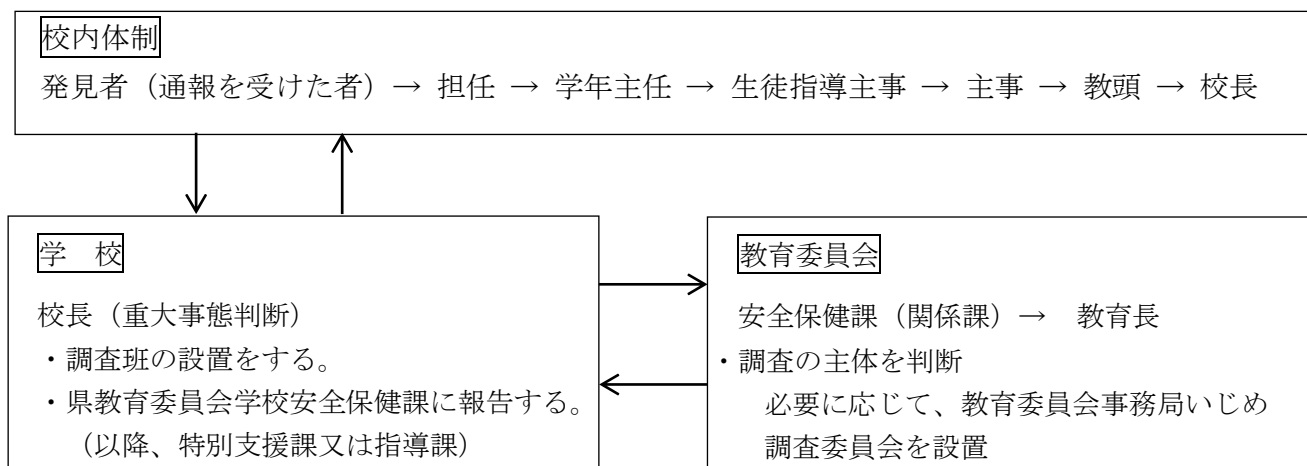 校内体制
発見者（通報を受けた者）→ 担任 → 学年主任 → 生徒指導主事 → 主事 → 教頭 → 校長
学　校
校長（重大事態判断）
・調査班の設置をする。
・県教育委員会学校安全保健課に報告する。
（以降、特別支援課又は指導課）
教育委員会
安全保健課（関係課）→　教育長
・調査の主体を判断
必要に応じて、教育委員会事務局いじめ
調査委員会を設置